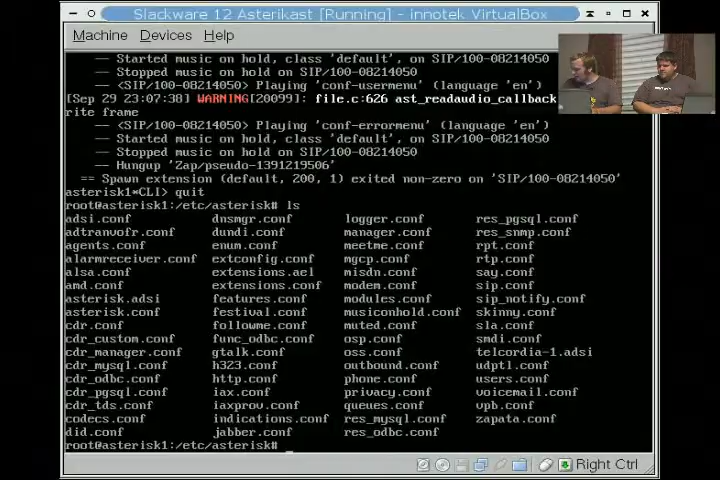 Slackware 12 Asterikast [Running] - innotek VirtualBox
Machine Devices Help
-- Started music on hold, class 'default', on SIP/100-08214050
-- Stopped music on hold on SIP/100-08214050
-- <SIP/100-08214050> Playing 'conf-usermenu' (language 'en')
[Sep 29 23:07:38] WARNING[20099]: file.c:626 ast_readaudio_callback
rite frame
-- <SIP/100-08214050> Playing 'conf-errormenu' (language 'en')
-- Started music on hold, class 'default', on SIP/100-08214050
-- Stopped music on hold on SIP/100-08214050
-- Hungup 'Zap/pseudo-1391219506'
== Spawn extension (default, 200, 1) exited non-zero on 'SIP/100-08214050'
asterisk1*CLI> quit
root@asterisk1:/etc/asterisk# ls
adsi.conf dnsmgr.conf logger.conf res_pgsql.conf
adtranvofr.conf dundi.conf manager.conf res_snmp.conf
agents.conf enum.conf meetme.conf rpt.conf
alarmreceiver.conf extconfig.conf mgcp.conf rtp.conf
alsa.conf extensions.ael misdn.conf say.conf
amd.conf extensions.conf modem.conf sip.conf
asterisk.adsi features.conf modules.conf sip_notify.conf
asterisk.conf festival.conf musiconhold.conf skinny.conf
cdr.conf followme.conf muted.conf sla.conf
cdr_custom.conf func_odbc.conf osp.conf smdi.conf
cdr_manager.conf gtalk.conf oss.conf telcordia-1.adsi
cdr_mysql.conf h323.conf outbound.conf udptl.conf
cdr_odbc.conf http.conf phone.conf users.conf
cdr_pgsql.conf iax.conf privacy.conf voicemail.conf
cdr_tds.conf iaxprov.conf queues.conf vpb.conf
codecs.conf indications.conf res_mysql.conf zapata.conf
did.conf jabber.conf res_odbc.conf
root@asterisk1:/etc/asterisk# _
Right Ctrl